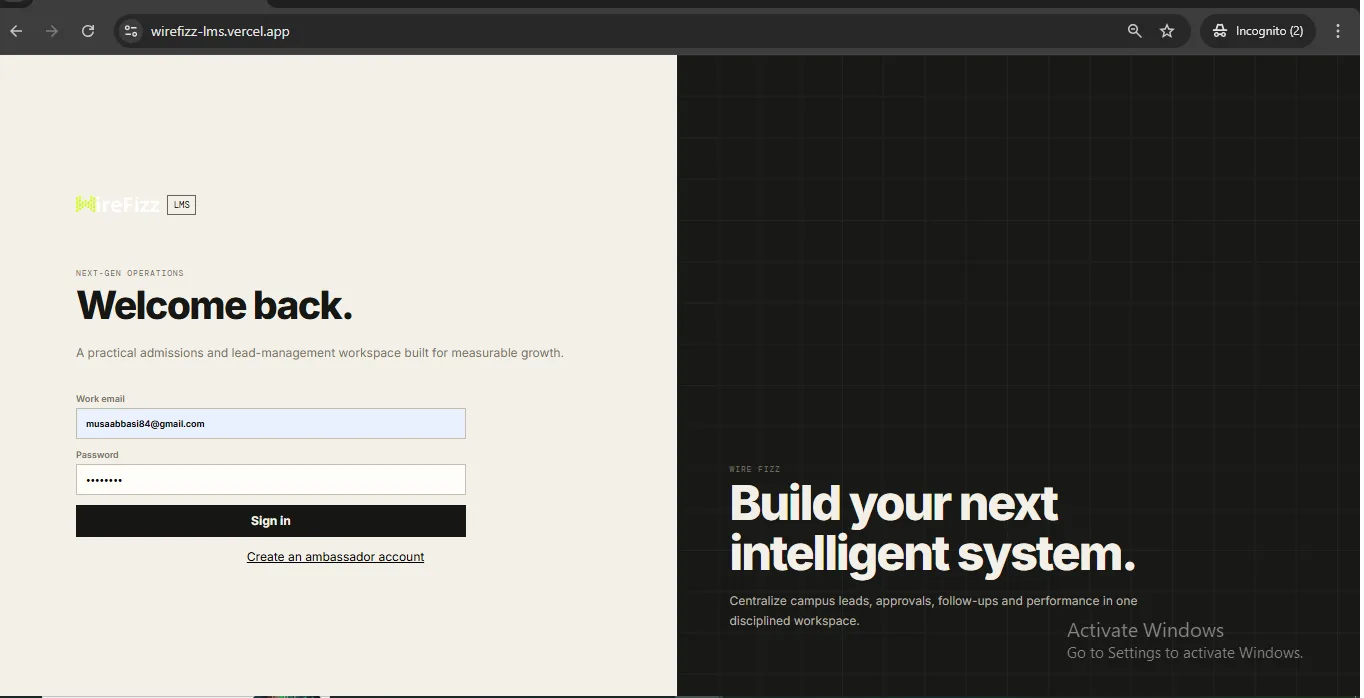 wirefizz-lms.vercel.app
Incognito (2)
WireFizz LMS
NEXT-GEN OPERATIONS
Welcome back.
A practical admissions and lead-management workspace built for measurable growth.
Work email
musaabbasi84@gmail.com
Password
••••••••
Sign in
Create an ambassador account
WIRE FIZZ
Build your next
intelligent system.
Centralize campus leads, approvals, follow-ups and performance in one
disciplined workspace.
Activate Windows
Go to Settings to activate Windows.